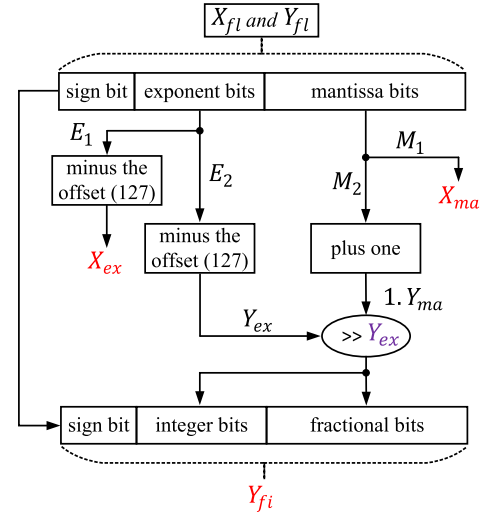 X_fl and Y_fl
sign bit exponent bits mantissa bits
E_1
M_1
minus the
offset (127)
E_2
M_2
X_ma
X_ex
minus the
offset (127)
plus one
1. Y_ma
Y_ex
>> Y_ex
sign bit integer bits fractional bits
Y_fi